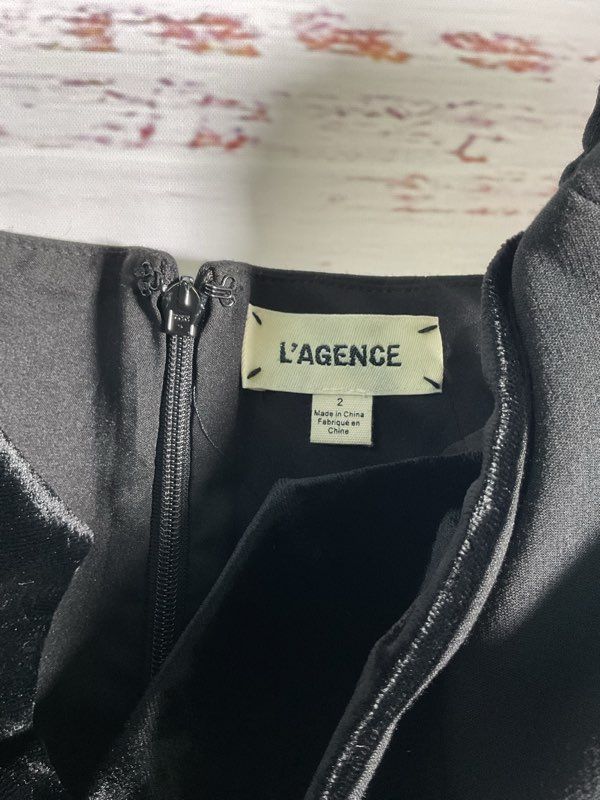 L'AGENCE
2
Made in China
Fabriqué en
Chine